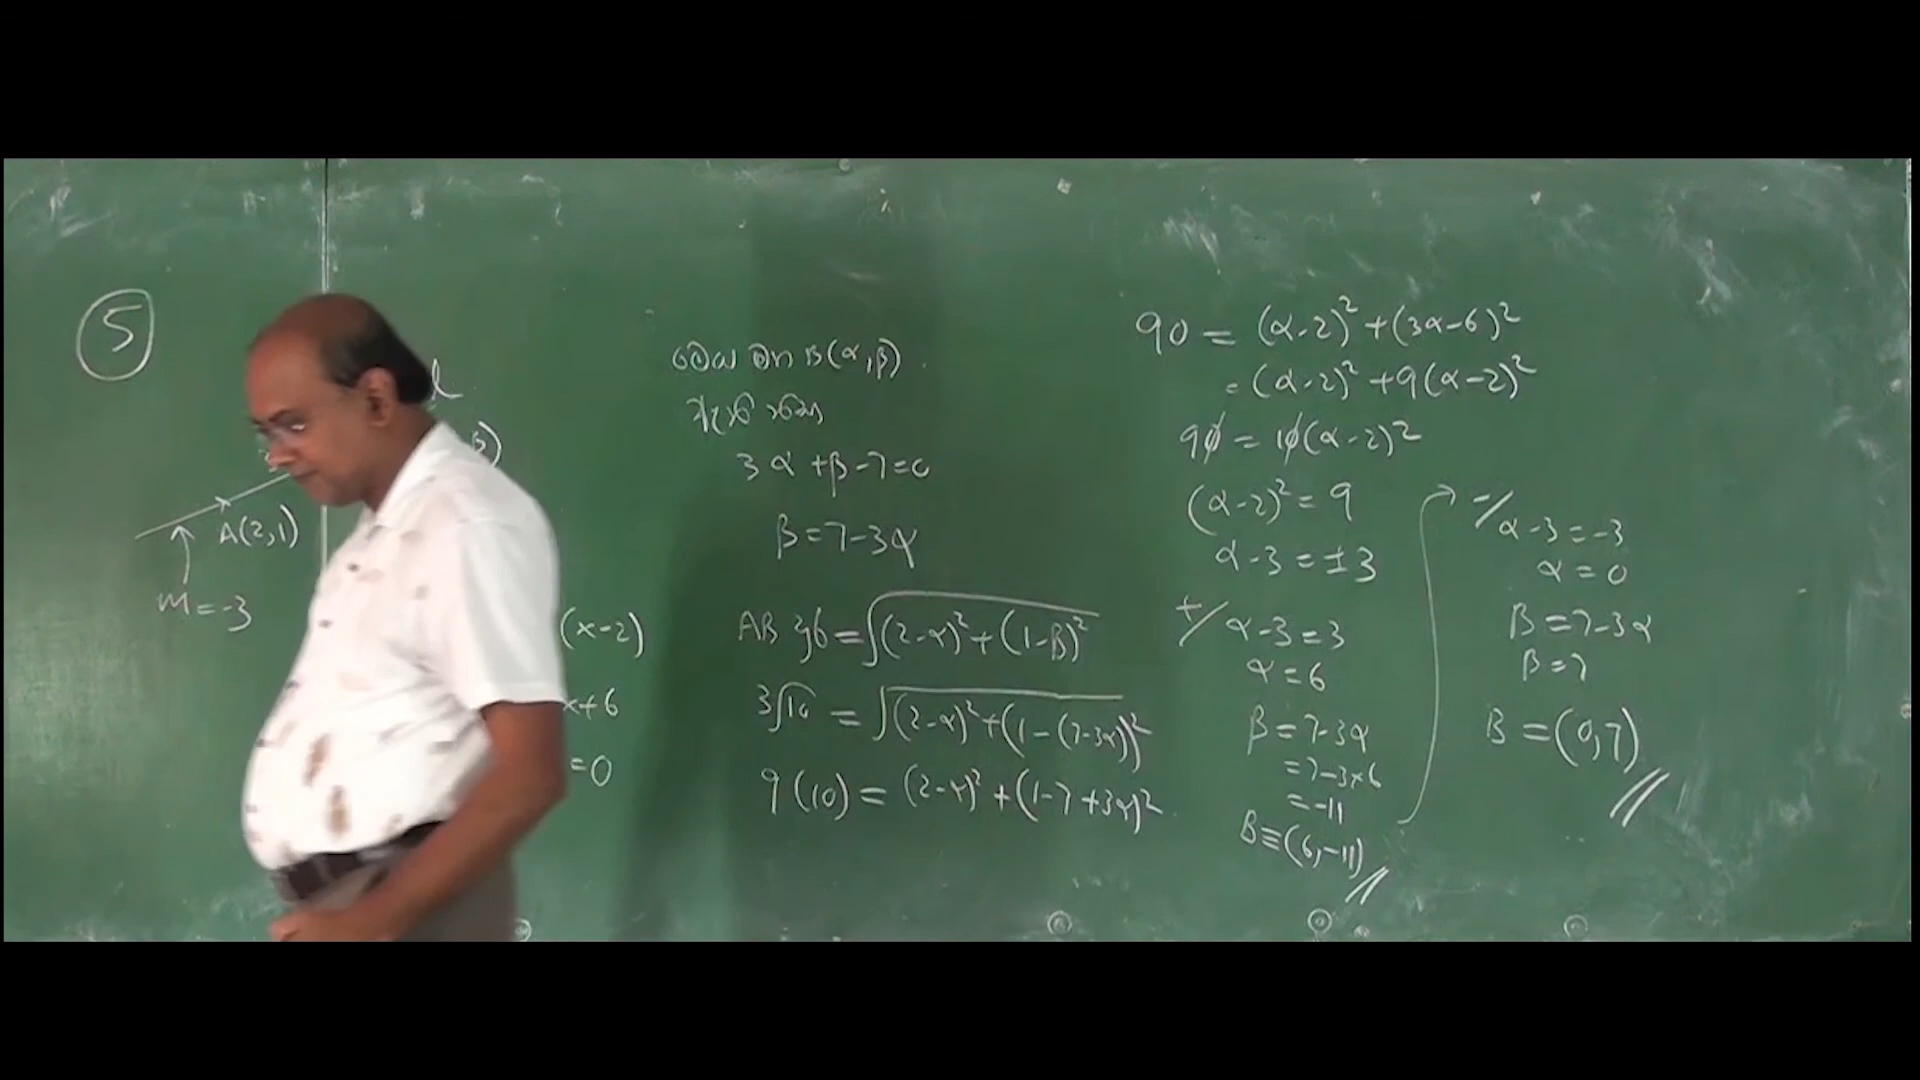 5
l
β)
A(2,1)
m = -3
(x-2)
x+6
=0
B(α,β)
3α+β-7=0
β=7-3α
AB = √(2-α)²+(1-β)²
3√10 = √(2-α)²+(1-(7-3α))²
9(10) = (2-α)²+(1-7+3α)²
90 = (α-2)²+(3α-6)²
= (α-2)²+9(α-2)²
90 = 10(α-2)²
(α-2)² = 9
α-3 = ±3
+/ α-3=3
α=6
β=7-3α
=7-3×6
=-11
B≡(6,-11)
-/ α-3=-3
α=0
β=7-3α
β=7
B=(0,7)